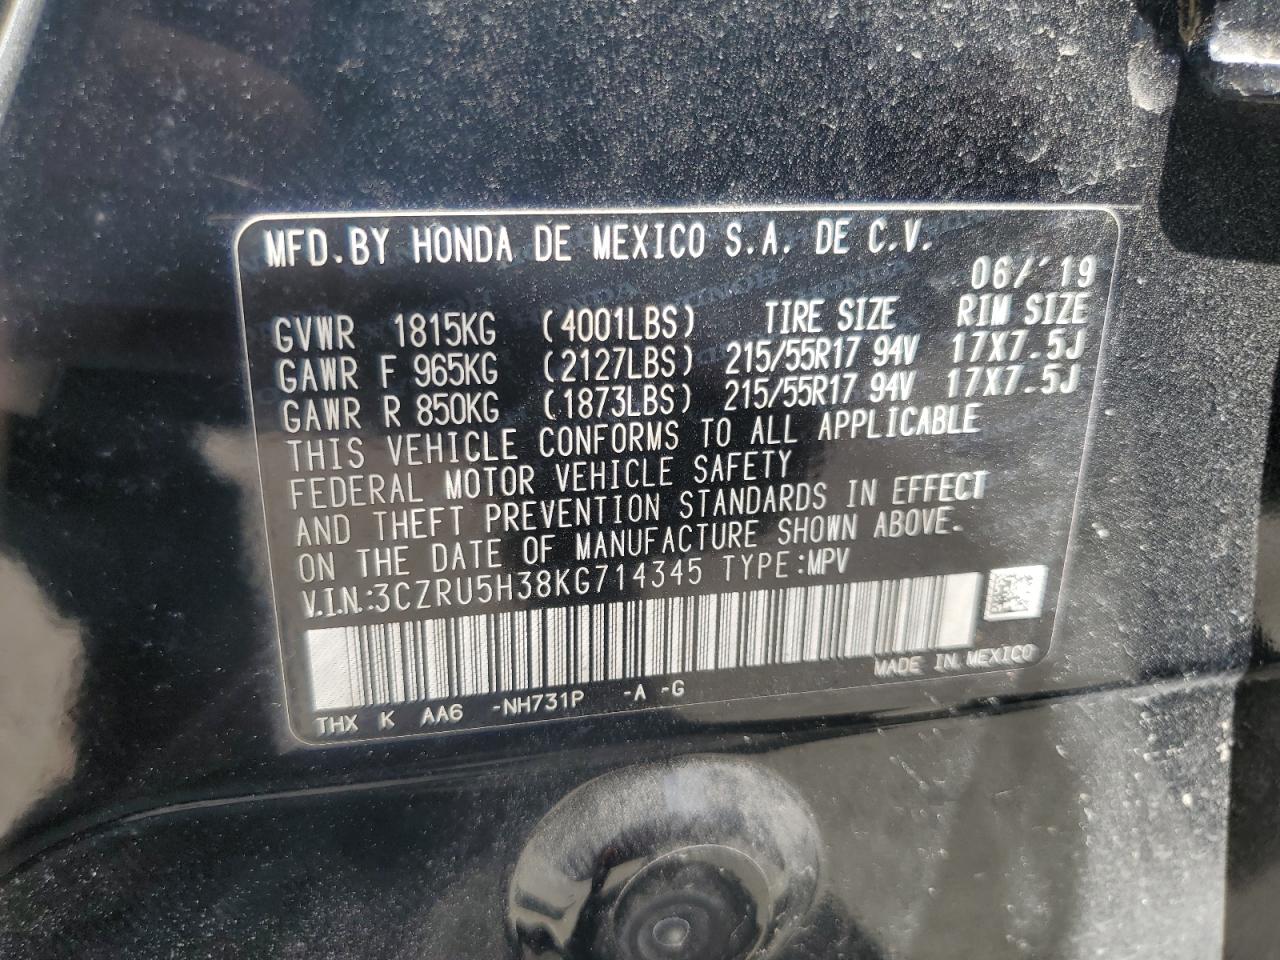 MFD.BY HONDA DE MEXICO S.A. DE C.V.
06/'19
GVWR 1815KG (4001LBS) TIRE SIZE RIM SIZE
GAWR F 965KG (2127LBS) 215/55R17 94V 17X7.5J
GAWR R 850KG (1873LBS) 215/55R17 94V 17X7.5J
THIS VEHICLE CONFORMS TO ALL APPLICABLE
FEDERAL MOTOR VEHICLE SAFETY
AND THEFT PREVENTION STANDARDS IN EFFECT
ON THE DATE OF MANUFACTURE SHOWN ABOVE.
V.I.N.:3CZRU5H38KG714345 TYPE:MPV
MADE IN MEXICO
THX K AA6 -NH731P -A -G